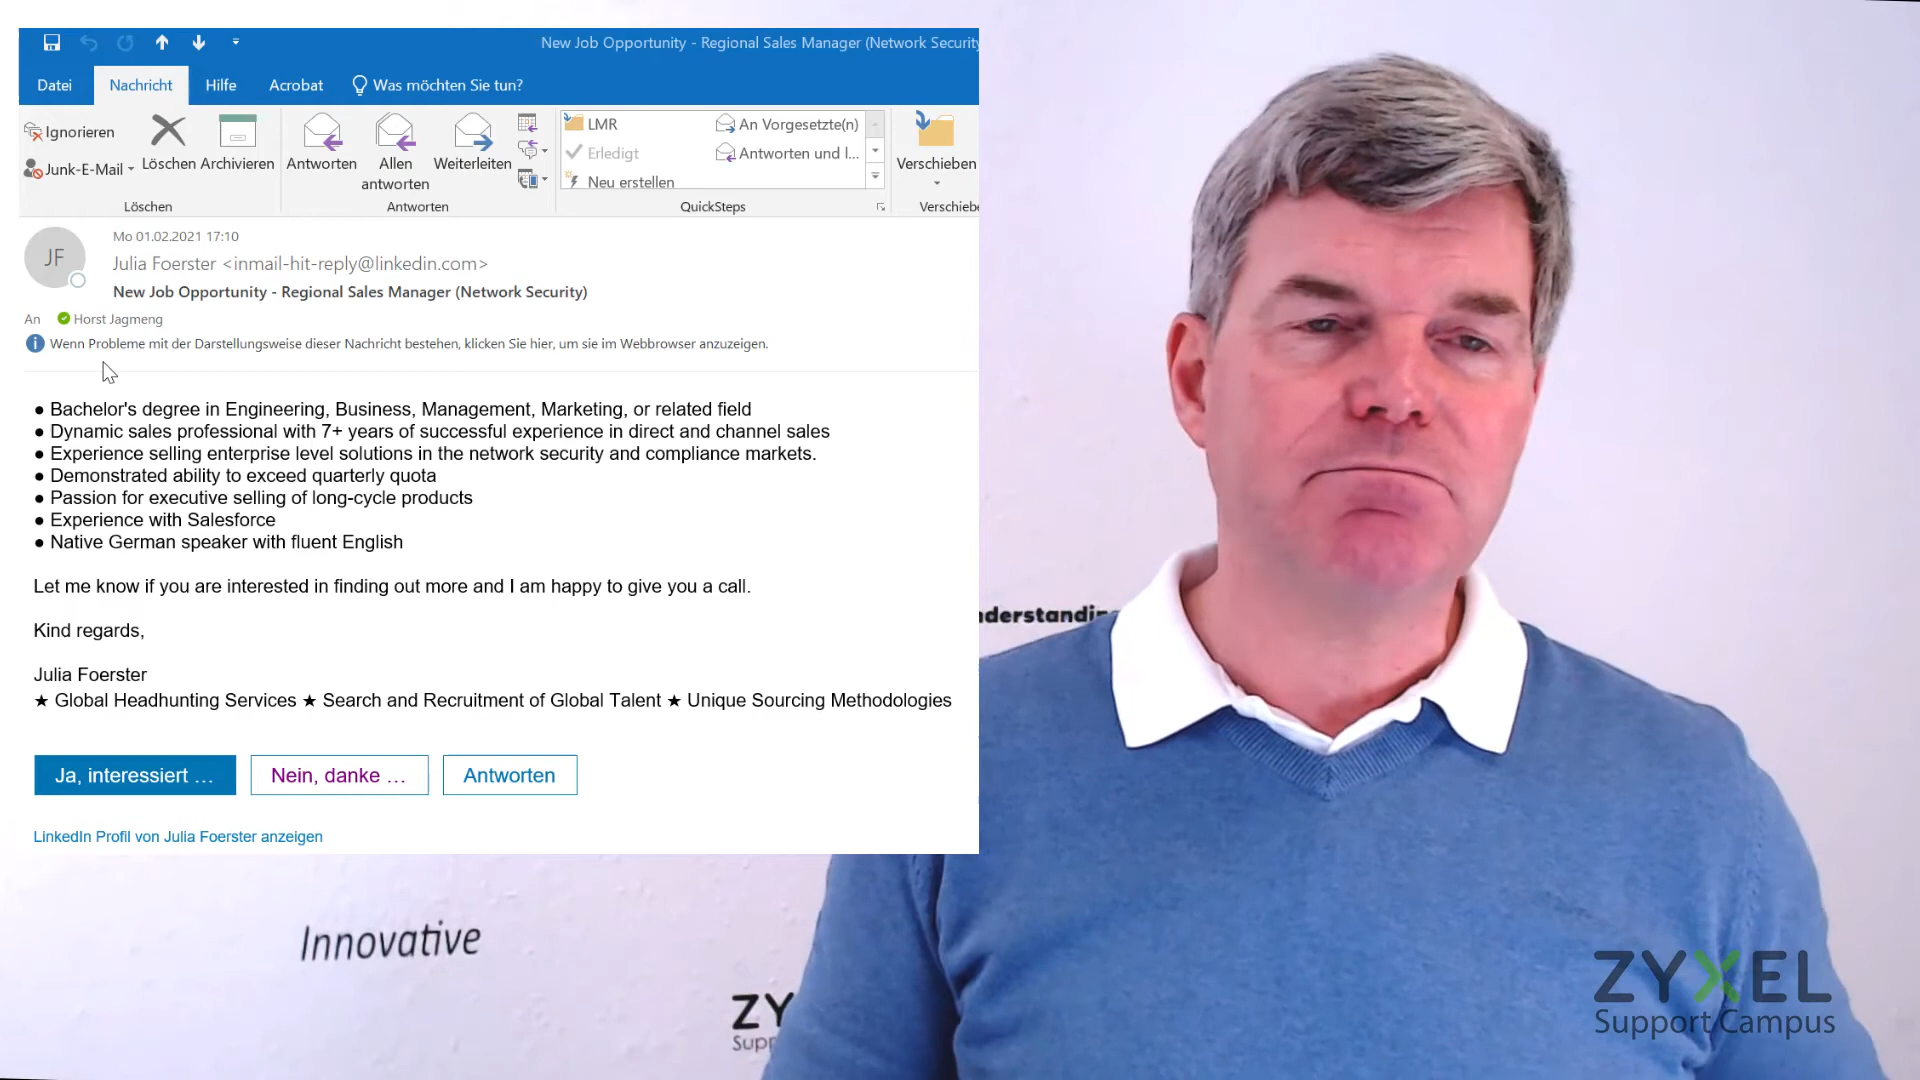 New Job Opportunity - Regional Sales Manager (Network Security
Datei
Nachricht
Hilfe
Acrobat
Was möchten Sie tun?
Ignorieren
Junk-E-Mail
Löschen
Archivieren
Löschen
Antworten
Allen
antworten
Weiterleiten
Antworten
LMR
Erledigt
Neu erstellen
An Vorgesetzte(n)
Antworten und l...
QuickSteps
Verschieben
Verschiebe
JF
Mo 01.02.2021 17:10
Julia Foerster <inmail-hit-reply@linkedin.com>
New Job Opportunity - Regional Sales Manager (Network Security)
An Horst Jagmeng
Wenn Probleme mit der Darstellungsweise dieser Nachricht bestehen, klicken Sie hier, um sie im Webbrowser anzuzeigen.
● Bachelor's degree in Engineering, Business, Management, Marketing, or related field
● Dynamic sales professional with 7+ years of successful experience in direct and channel sales
● Experience selling enterprise level solutions in the network security and compliance markets.
● Demonstrated ability to exceed quarterly quota
● Passion for executive selling of long-cycle products
● Experience with Salesforce
● Native German speaker with fluent English
Let me know if you are interested in finding out more and I am happy to give you a call.
Kind regards,
Julia Foerster
★ Global Headhunting Services ★ Search and Recruitment of Global Talent ★ Unique Sourcing Methodologies
Ja, interessiert …
Nein, danke …
Antworten
LinkedIn Profil von Julia Foerster anzeigen
nderstandin
Innovative
ZY
Supp
ZYXEL
Support Campus